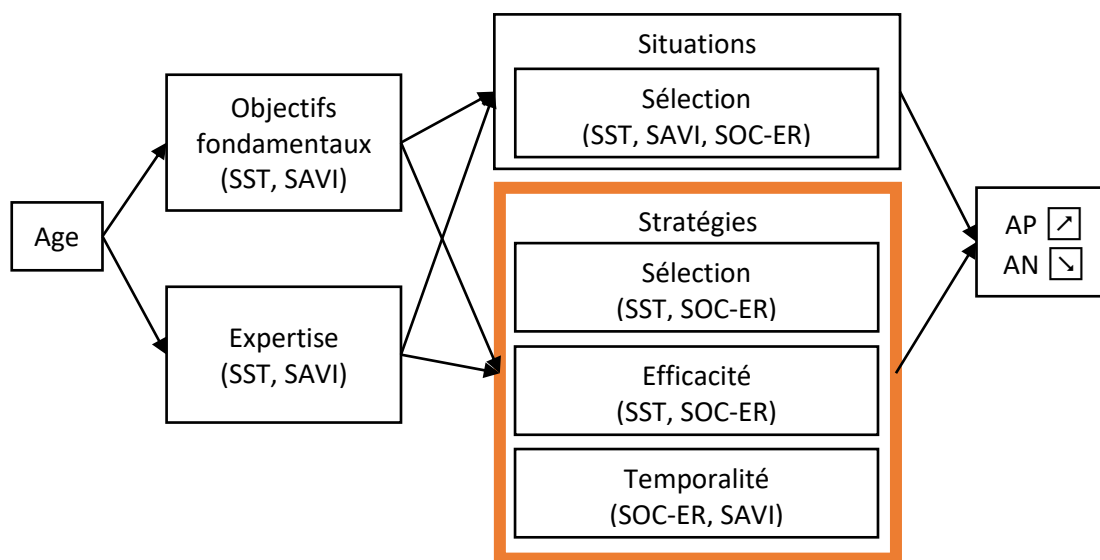 Age
Objectifs
fondamentaux
(SST, SAVI)
Expertise
(SST, SAVI)
Situations
Sélection
(SST, SAVI, SOC-ER)
Stratégies
Sélection
(SST, SOC-ER)
Efficacité
(SST, SOC-ER)
Temporalité
(SOC-ER, SAVI)
AP ↗
AN ↘